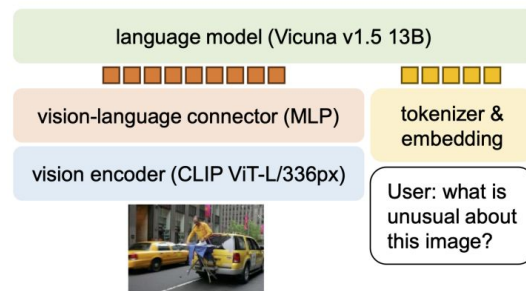 language model (Vicuna v1.5 13B)
vision-language connector (MLP)
tokenizer &
embedding
vision encoder (CLIP ViT-L/336px)
User: what is
unusual about
this image?